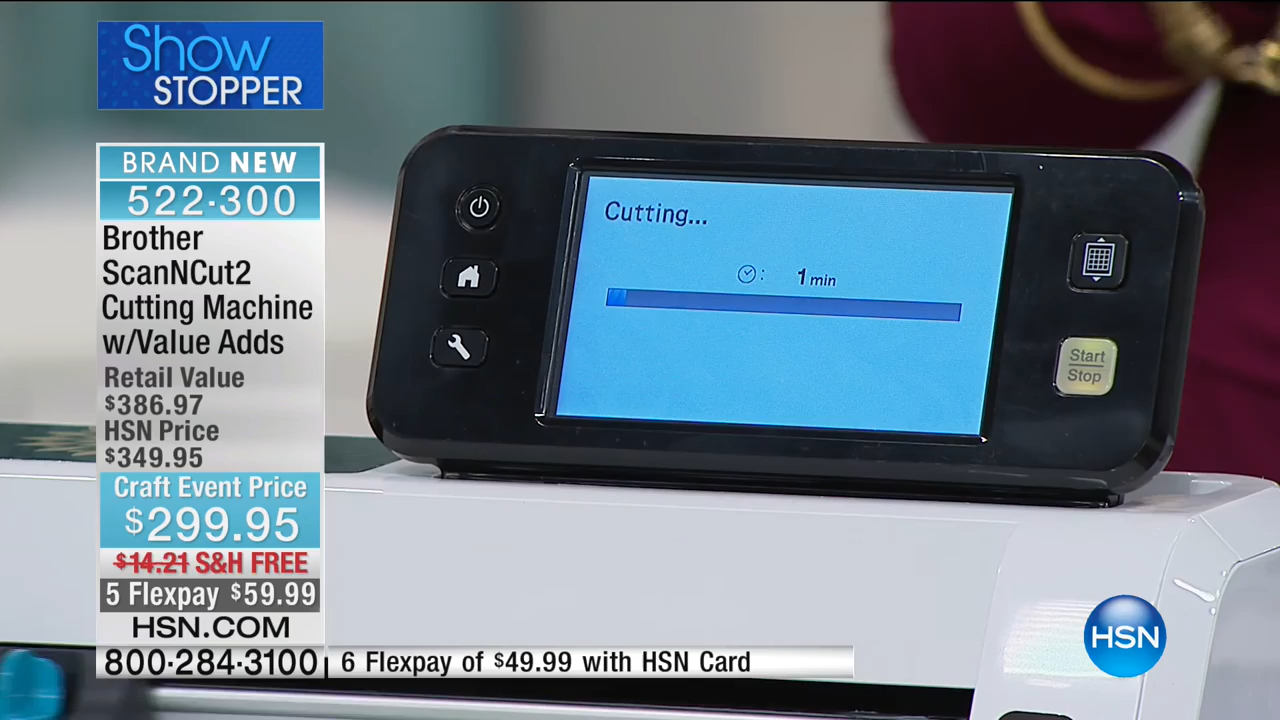 Show
STOPPER
BRAND NEW
522-300
Brother
ScanNCut2
Cutting Machine
w/Value Adds
Retail Value
$386.97
HSN Price
$349.95
Craft Event Price
$299.95
$14.21 S&H FREE
5 Flexpay $59.99
HSN.COM
800-284-3100
6 Flexpay of $49.99 with HSN Card
Cutting...
: 1 min
Start
Stop
HSN